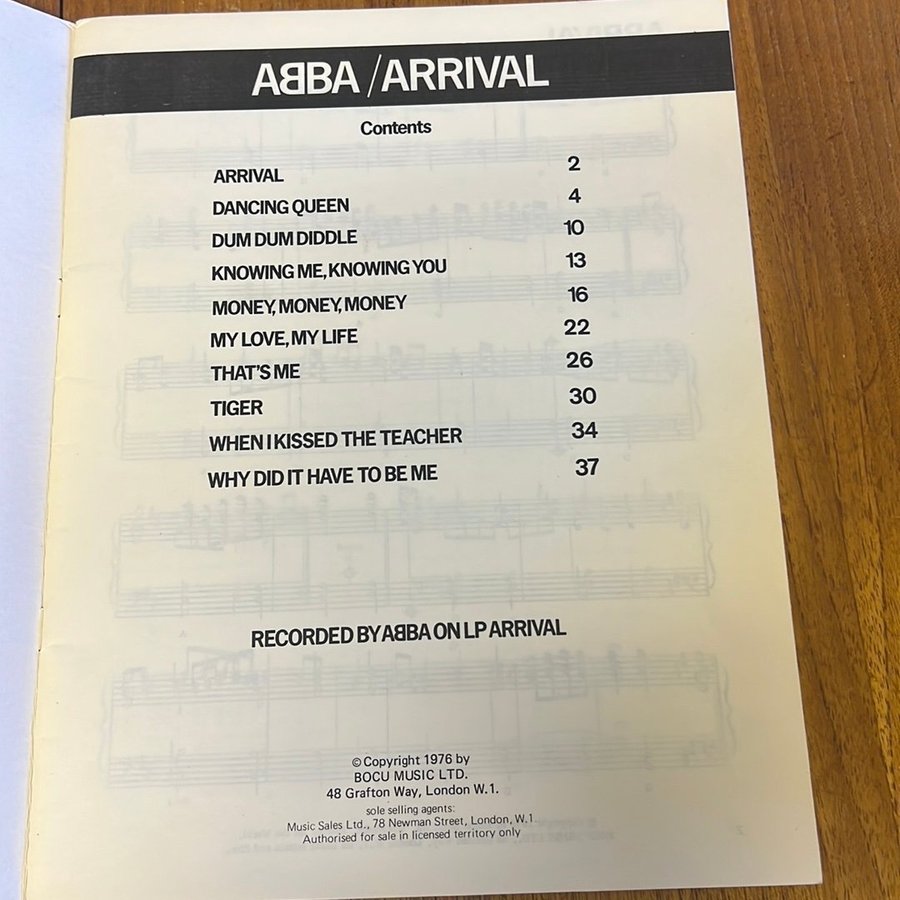 AᗺBA/ARRIVAL
Contents
ARRIVAL 2
DANCING QUEEN 4
DUM DUM DIDDLE 10
KNOWING ME, KNOWING YOU 13
MONEY, MONEY, MONEY 16
MY LOVE, MY LIFE 22
THAT'S ME 26
TIGER 30
WHEN I KISSED THE TEACHER 34
WHY DID IT HAVE TO BE ME 37
RECORDED BY AᗺBA ON LP ARRIVAL
© Copyright 1976 by
BOCU MUSIC LTD.
48 Grafton Way, London W.1.
sole selling agents:
Music Sales Ltd., 78 Newman Street, London, W.1.
Authorised for sale in licensed territory only